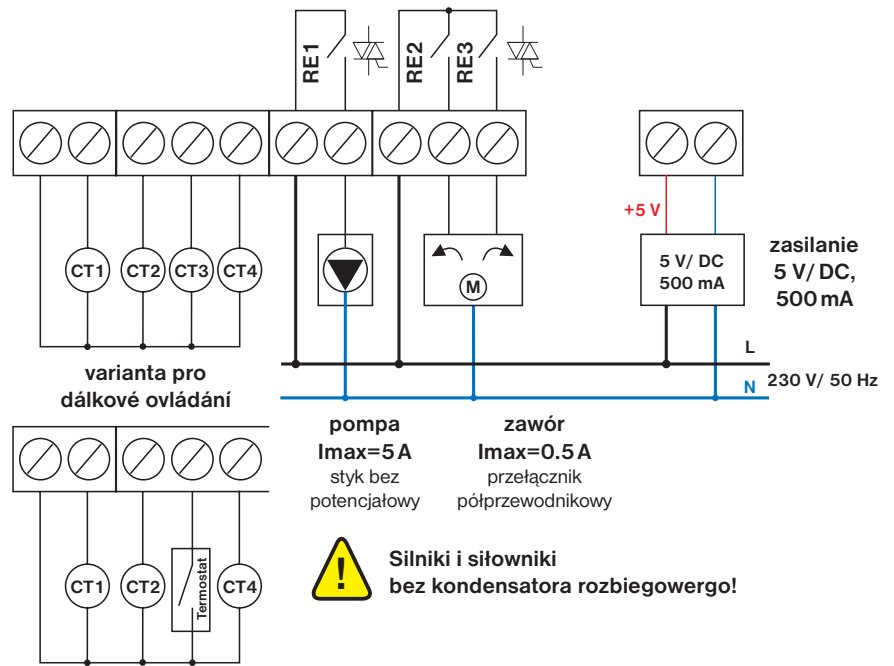 RE1
RE2
RE3
+5 V
CT1
CT2
CT3
CT4
M
5 V/ DC
500 mA
zasilanie
5 V/ DC,
500 mA
L
N
230 V/ 50 Hz
varianta pro
dálkové ovládání
pompa
Imax=5 A
styk bez
potencjałowy
zawór
Imax=0.5 A
przełącznik
półprzewodnikowy
CT1
CT2
Termostat
CT4
!
Silniki i siłowniki
bez kondensatora rozbiegowergo!